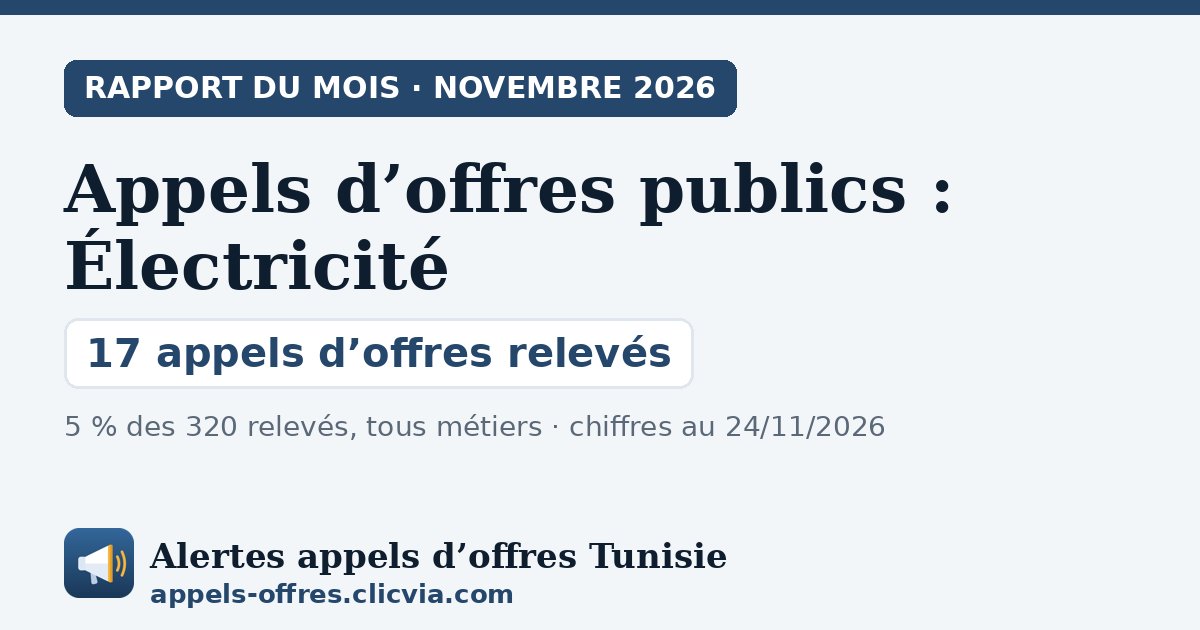 RAPPORT DU MOIS · NOVEMBRE 2026
Appels d’offres publics :
Électricité
17 appels d’offres relevés
5 % des 320 relevés, tous métiers · chiffres au 24/11/2026
Alertes appels d’offres Tunisie
appels-offres.clicvia.com